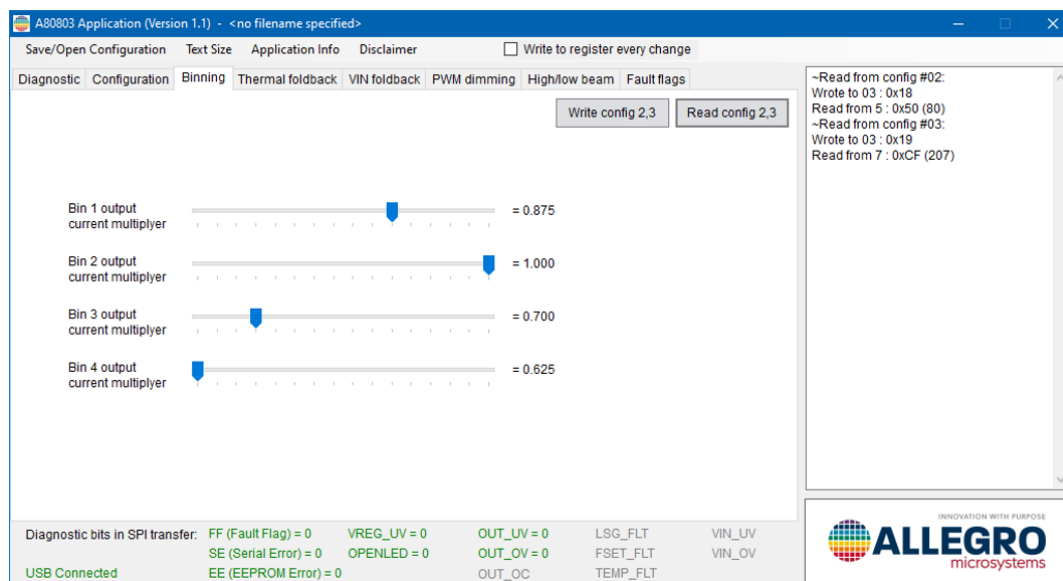 A80803 Application (Version 1.1) - <no filename specified>
Save/Open Configuration Text Size Application Info Disclaimer Write to register every change
Diagnostic Configuration Binning Thermal foldback VIN foldback PWM dimming High/low beam Fault flags
Write config 2,3 Read config 2,3
Bin 1 output
current multiplyer
= 0.875
Bin 2 output
current multiplyer
= 1.000
Bin 3 output
current multiplyer
= 0.700
Bin 4 output
current multiplyer
= 0.625
~Read from config #02:
Wrote to 03 : 0x18
Read from 5 : 0x50 (80)
~Read from config #03:
Wrote to 03 : 0x19
Read from 7 : 0xCF (207)
Diagnostic bits in SPI transfer: FF (Fault Flag) = 0 VREG_UV = 0 OUT_UV = 0 LSG_FLT VIN_UV
SE (Serial Error) = 0 OPENLED = 0 OUT_OV = 0 FSET_FLT VIN_OV
USB Connected EE (EEPROM Error) = 0 OUT_OC TEMP_FLT
INNOVATION WITH PURPOSE
ALLEGRO
microsystems